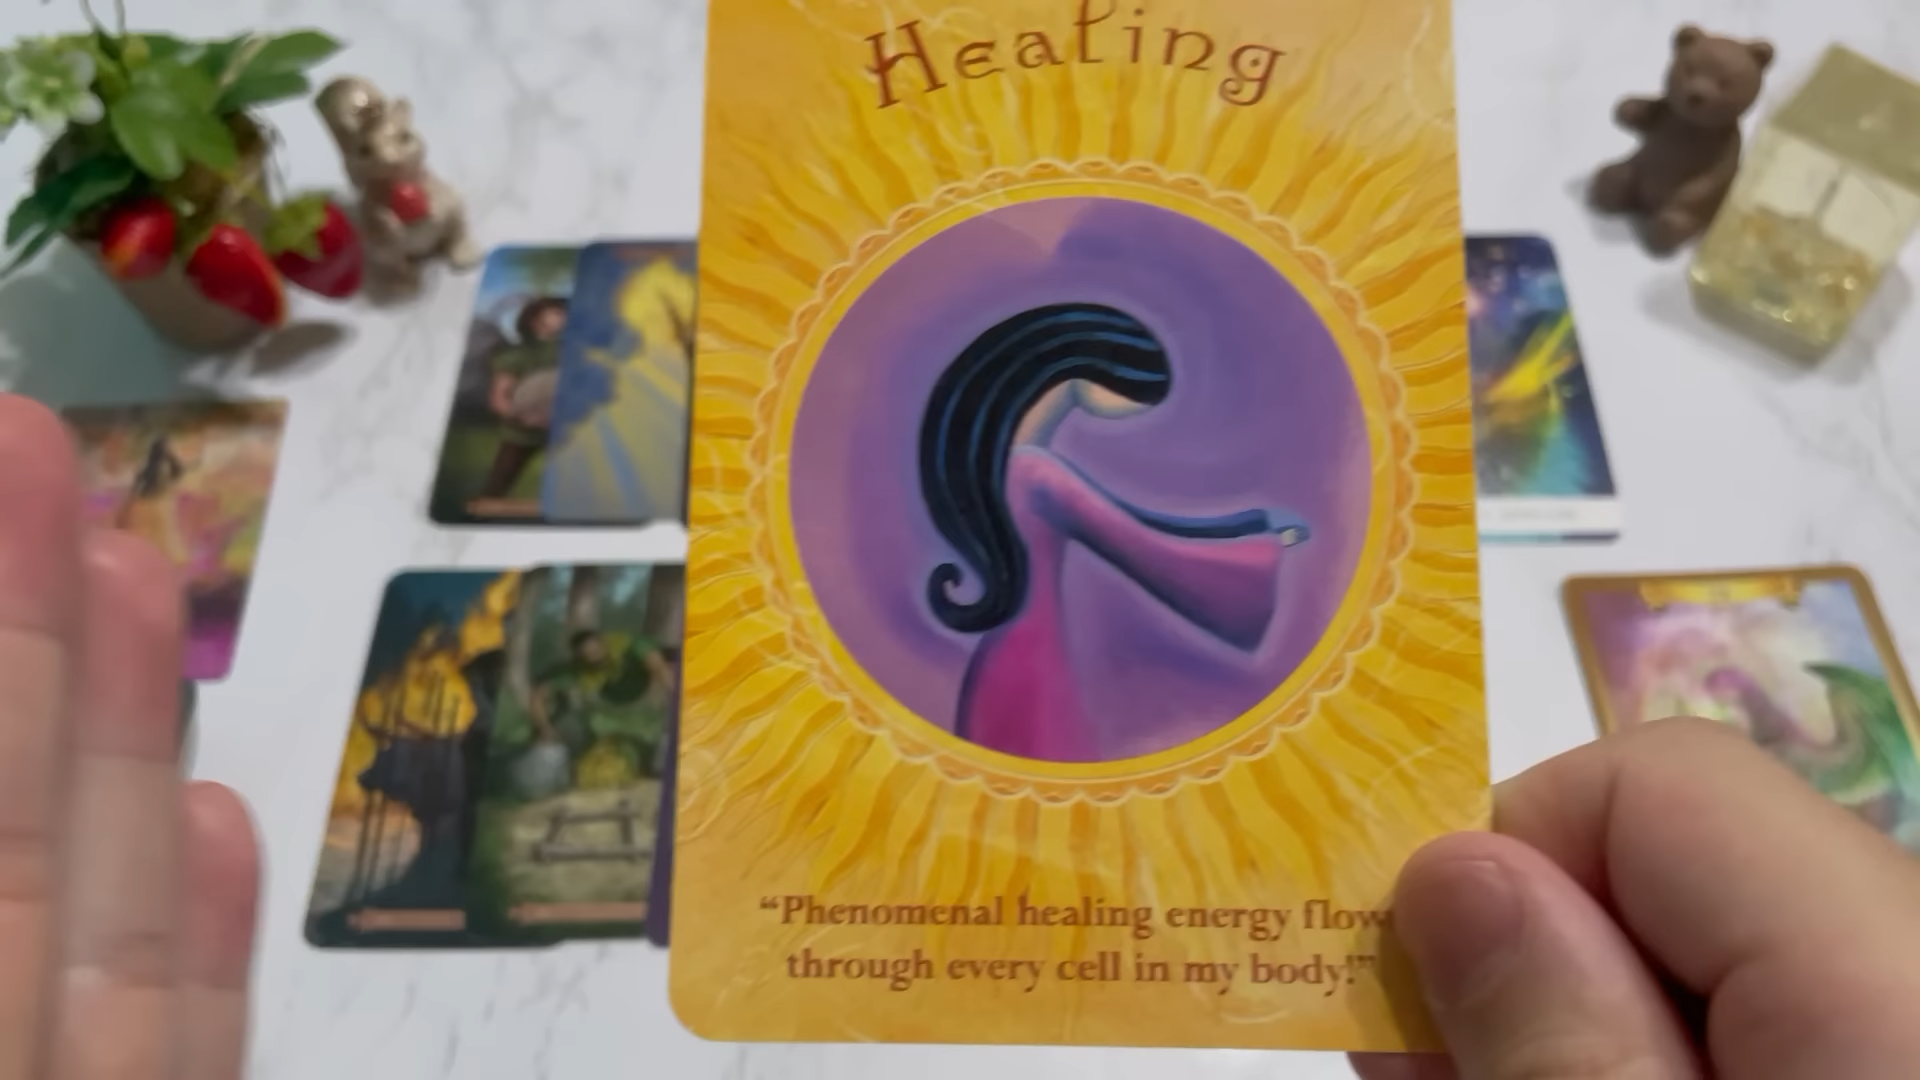 Healing
“Phenomenal healing energy flow
through every cell in my body!”